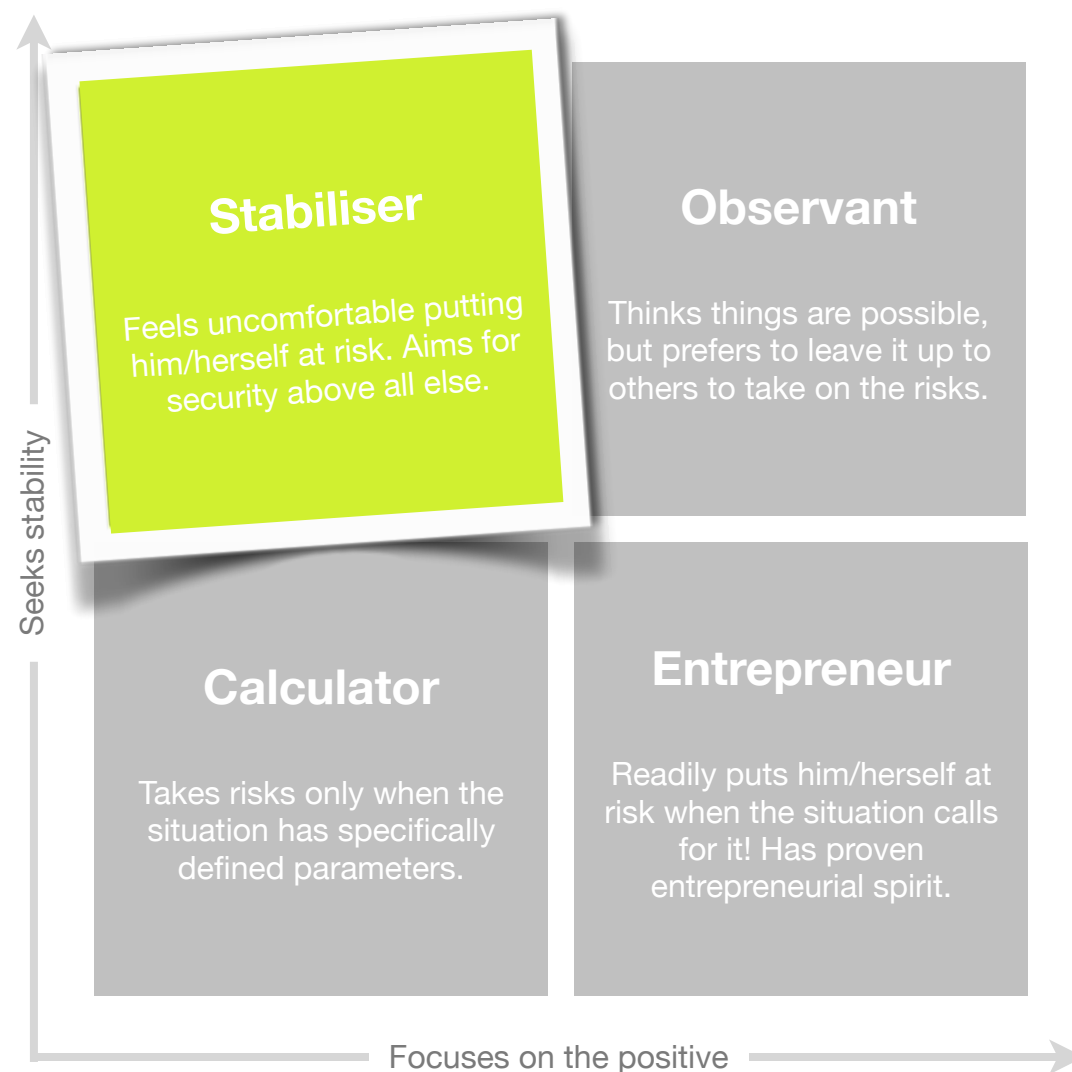 Stabiliser
Feels uncomfortable putting
him/herself at risk. Aims for
security above all else.
Observant
Thinks things are possible,
but prefers to leave it up to
others to take on the risks.
Seeks stability
Calculator
Takes risks only when the
situation has specifically
defined parameters.
Entrepreneur
Readily puts him/herself at
risk when the situation calls
for it! Has proven
entrepreneurial spirit.
Focuses on the positive